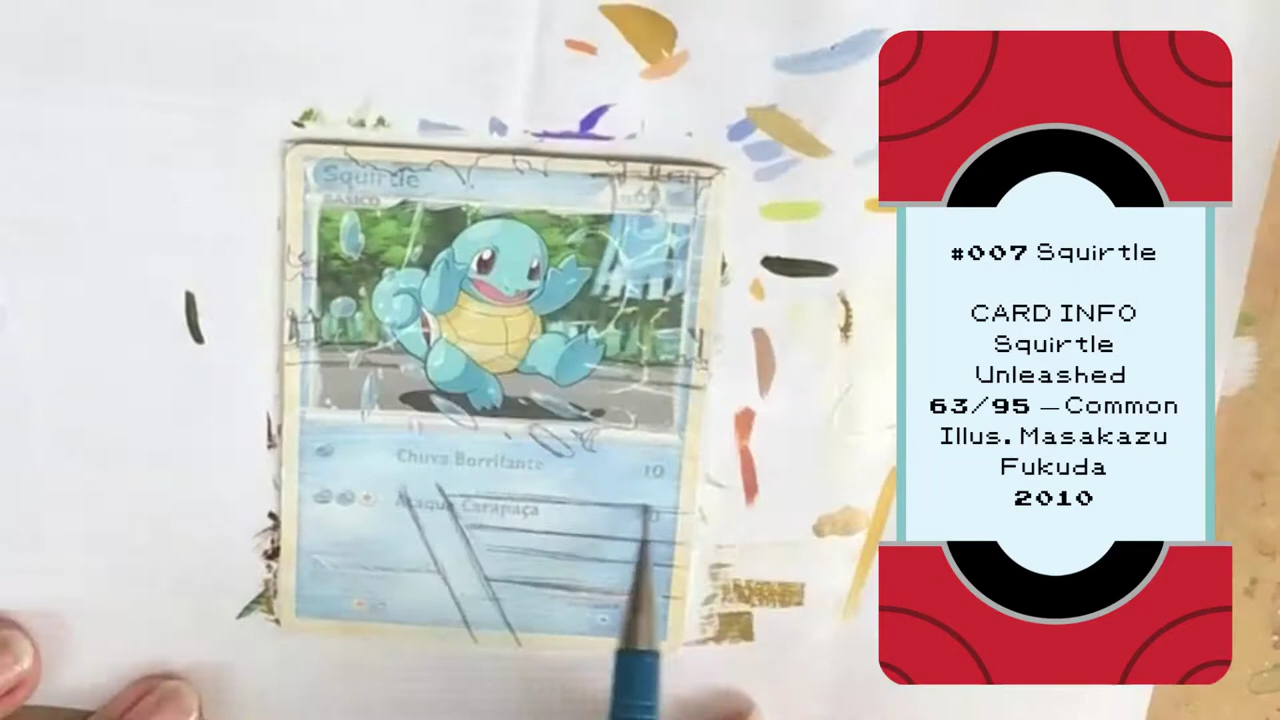 Squirtle
BÁSICO
60
Chuva Borrifante
10
Ataque Carapaça
#007 Squirtle
CARD INFO
Squirtle
Unleashed
63/95 – Common
Illus. Masakazu
Fukuda
2010